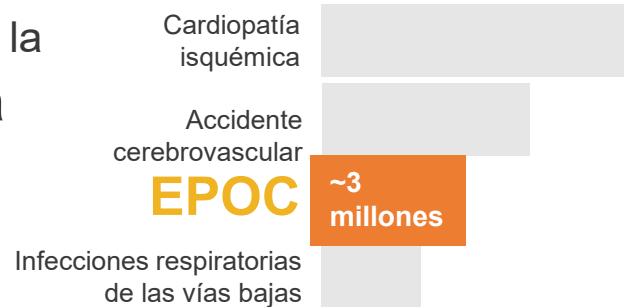 la
Cardiopatía
isquémica
a
Accidente
cerebrovascular
EPOC
~3
millones
Infecciones respiratorias
de las vías bajas